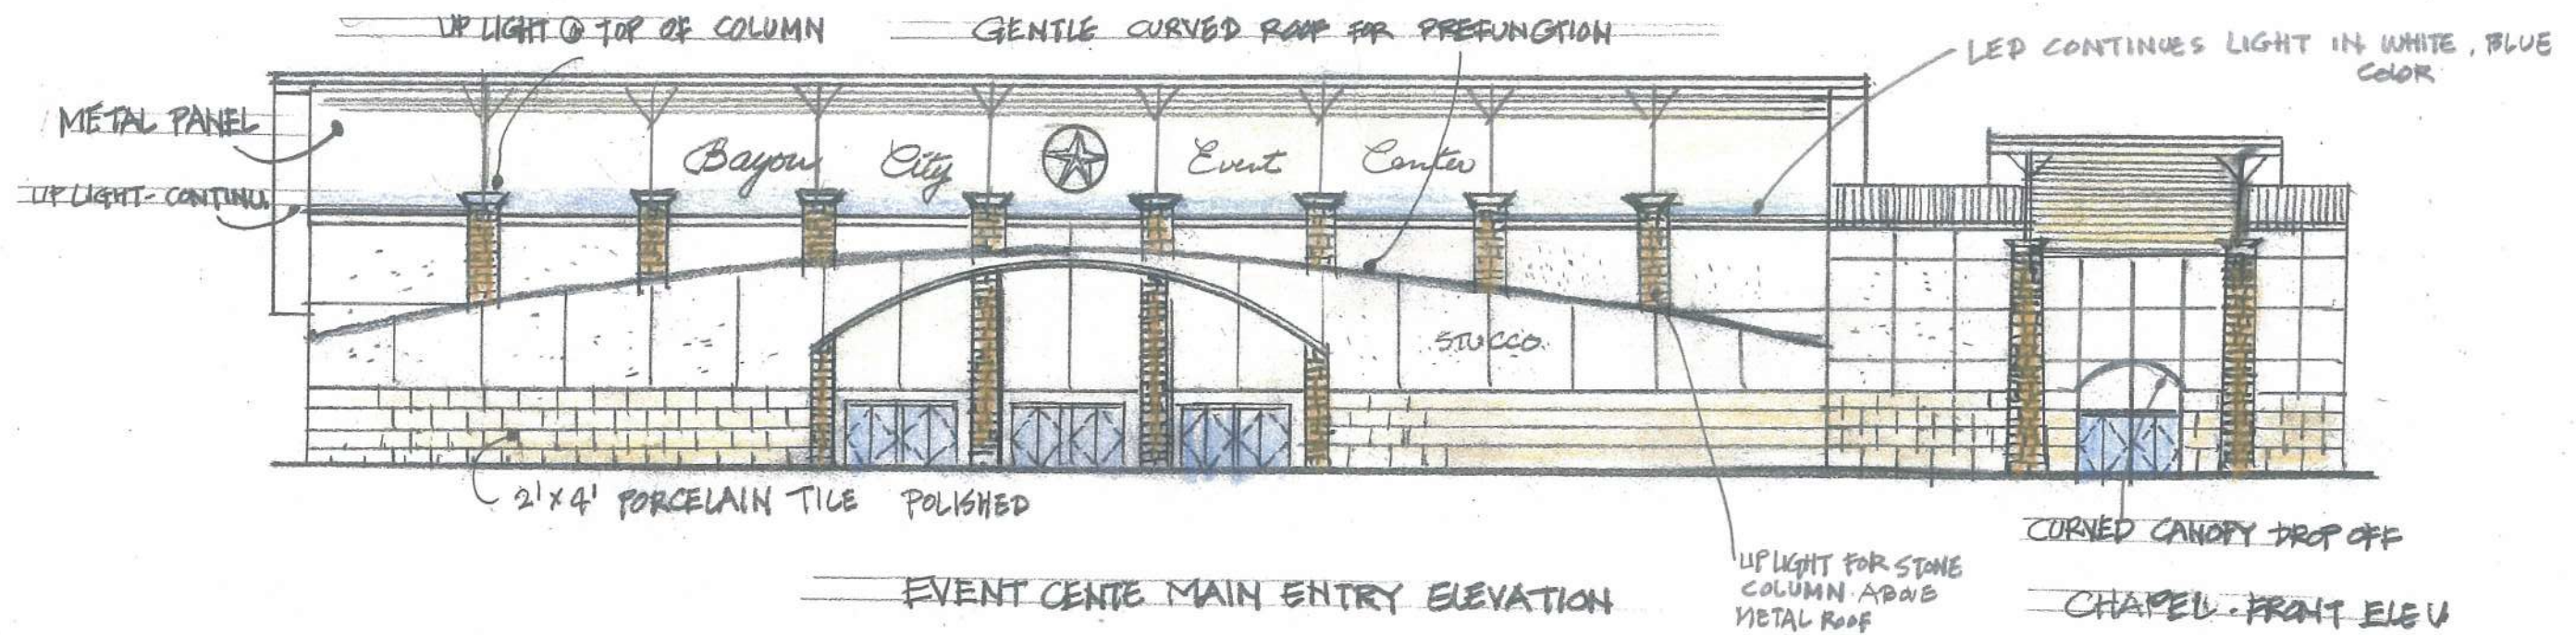 UP LIGHT @ TOP OF COLUMN
GENTLE CURVED ROOF FOR PREFUNCTION
LED CONTINUES LIGHT IN WHITE, BLUE
COLOR
METAL PANEL
UP LIGHT - CONTINU.
Bayou City Event Center
STUCCO
2'X4' PORCELAIN TILE POLISHED
CURVED CANOPY DROP OFF
UP LIGHT FOR STONE
COLUMN ABOVE
METAL ROOF
EVENT CENTE MAIN ENTRY ELEVATION
CHAPEL. FRONT ELEV